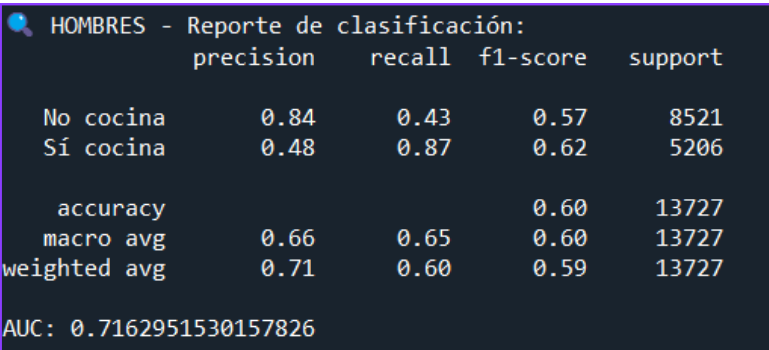 HOMBRES - Reporte de clasificación:
precision recall f1-score support
No cocina 0.84 0.43 0.57 8521
Sí cocina 0.48 0.87 0.62 5206
accuracy 0.60 13727
macro avg 0.66 0.65 0.60 13727
weighted avg 0.71 0.60 0.59 13727
AUC: 0.7162951530157826